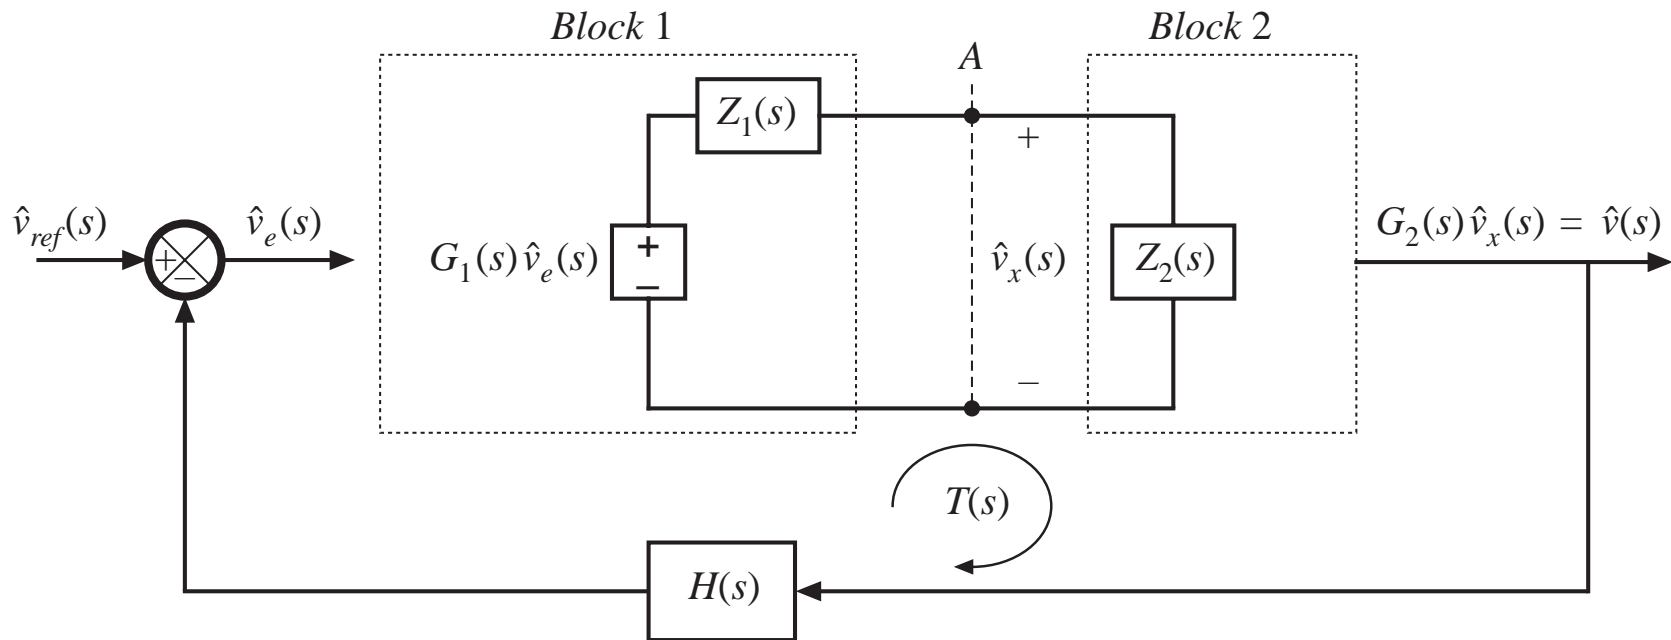 Block 1
Block 2
A
Z₁(s)
+
v̂ref(s)
v̂e(s)
+
−
G₁(s) v̂e(s)
+
−
v̂x(s)
Z₂(s)
G₂(s) v̂x(s) = v̂(s)
−
T(s)
H(s)